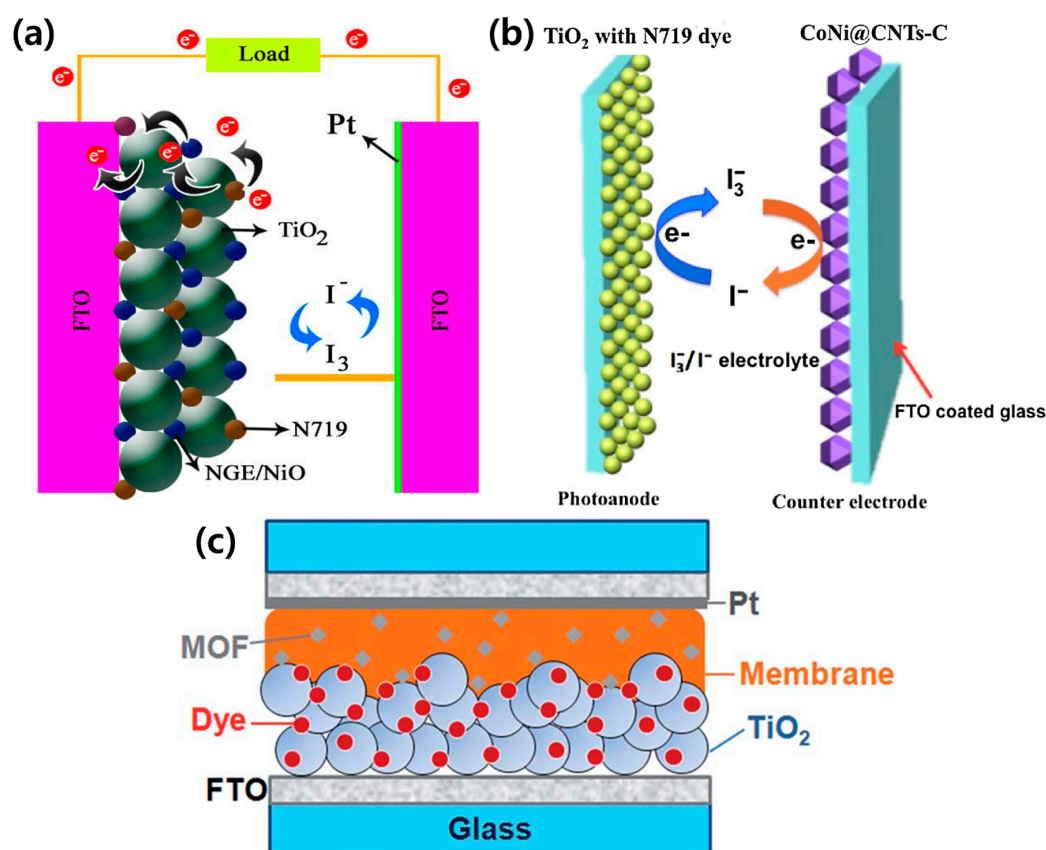 (a)
e⁻
e⁻
Load
e⁻
e⁻
e⁻
e⁻
e⁻
e⁻
e⁻
Pt
TiO₂
FTO
I⁻
I₃
FTO
N719
NGE/NiO
(b)
TiO₂ with N719 dye
CoNi@CNTs-C
I₃⁻
e-
e-
I⁻
I₃⁻/I⁻ electrolyte
FTO coated glass
Photoanode
Counter electrode
(c)
Pt
MOF
Membrane
Dye
TiO₂
FTO
Glass